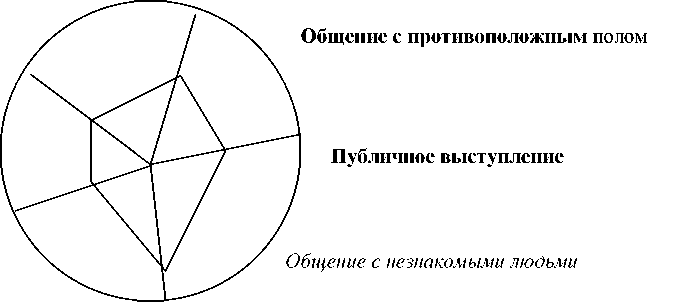 Общение с противоположным полом
Публичное выступление
Общение с незнакомыми людьми